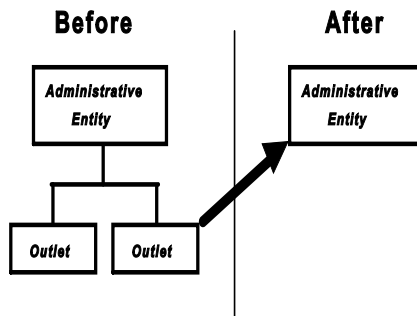 Before
After
Administrative
Entity
Administrative
Entity
Outlet
Outlet